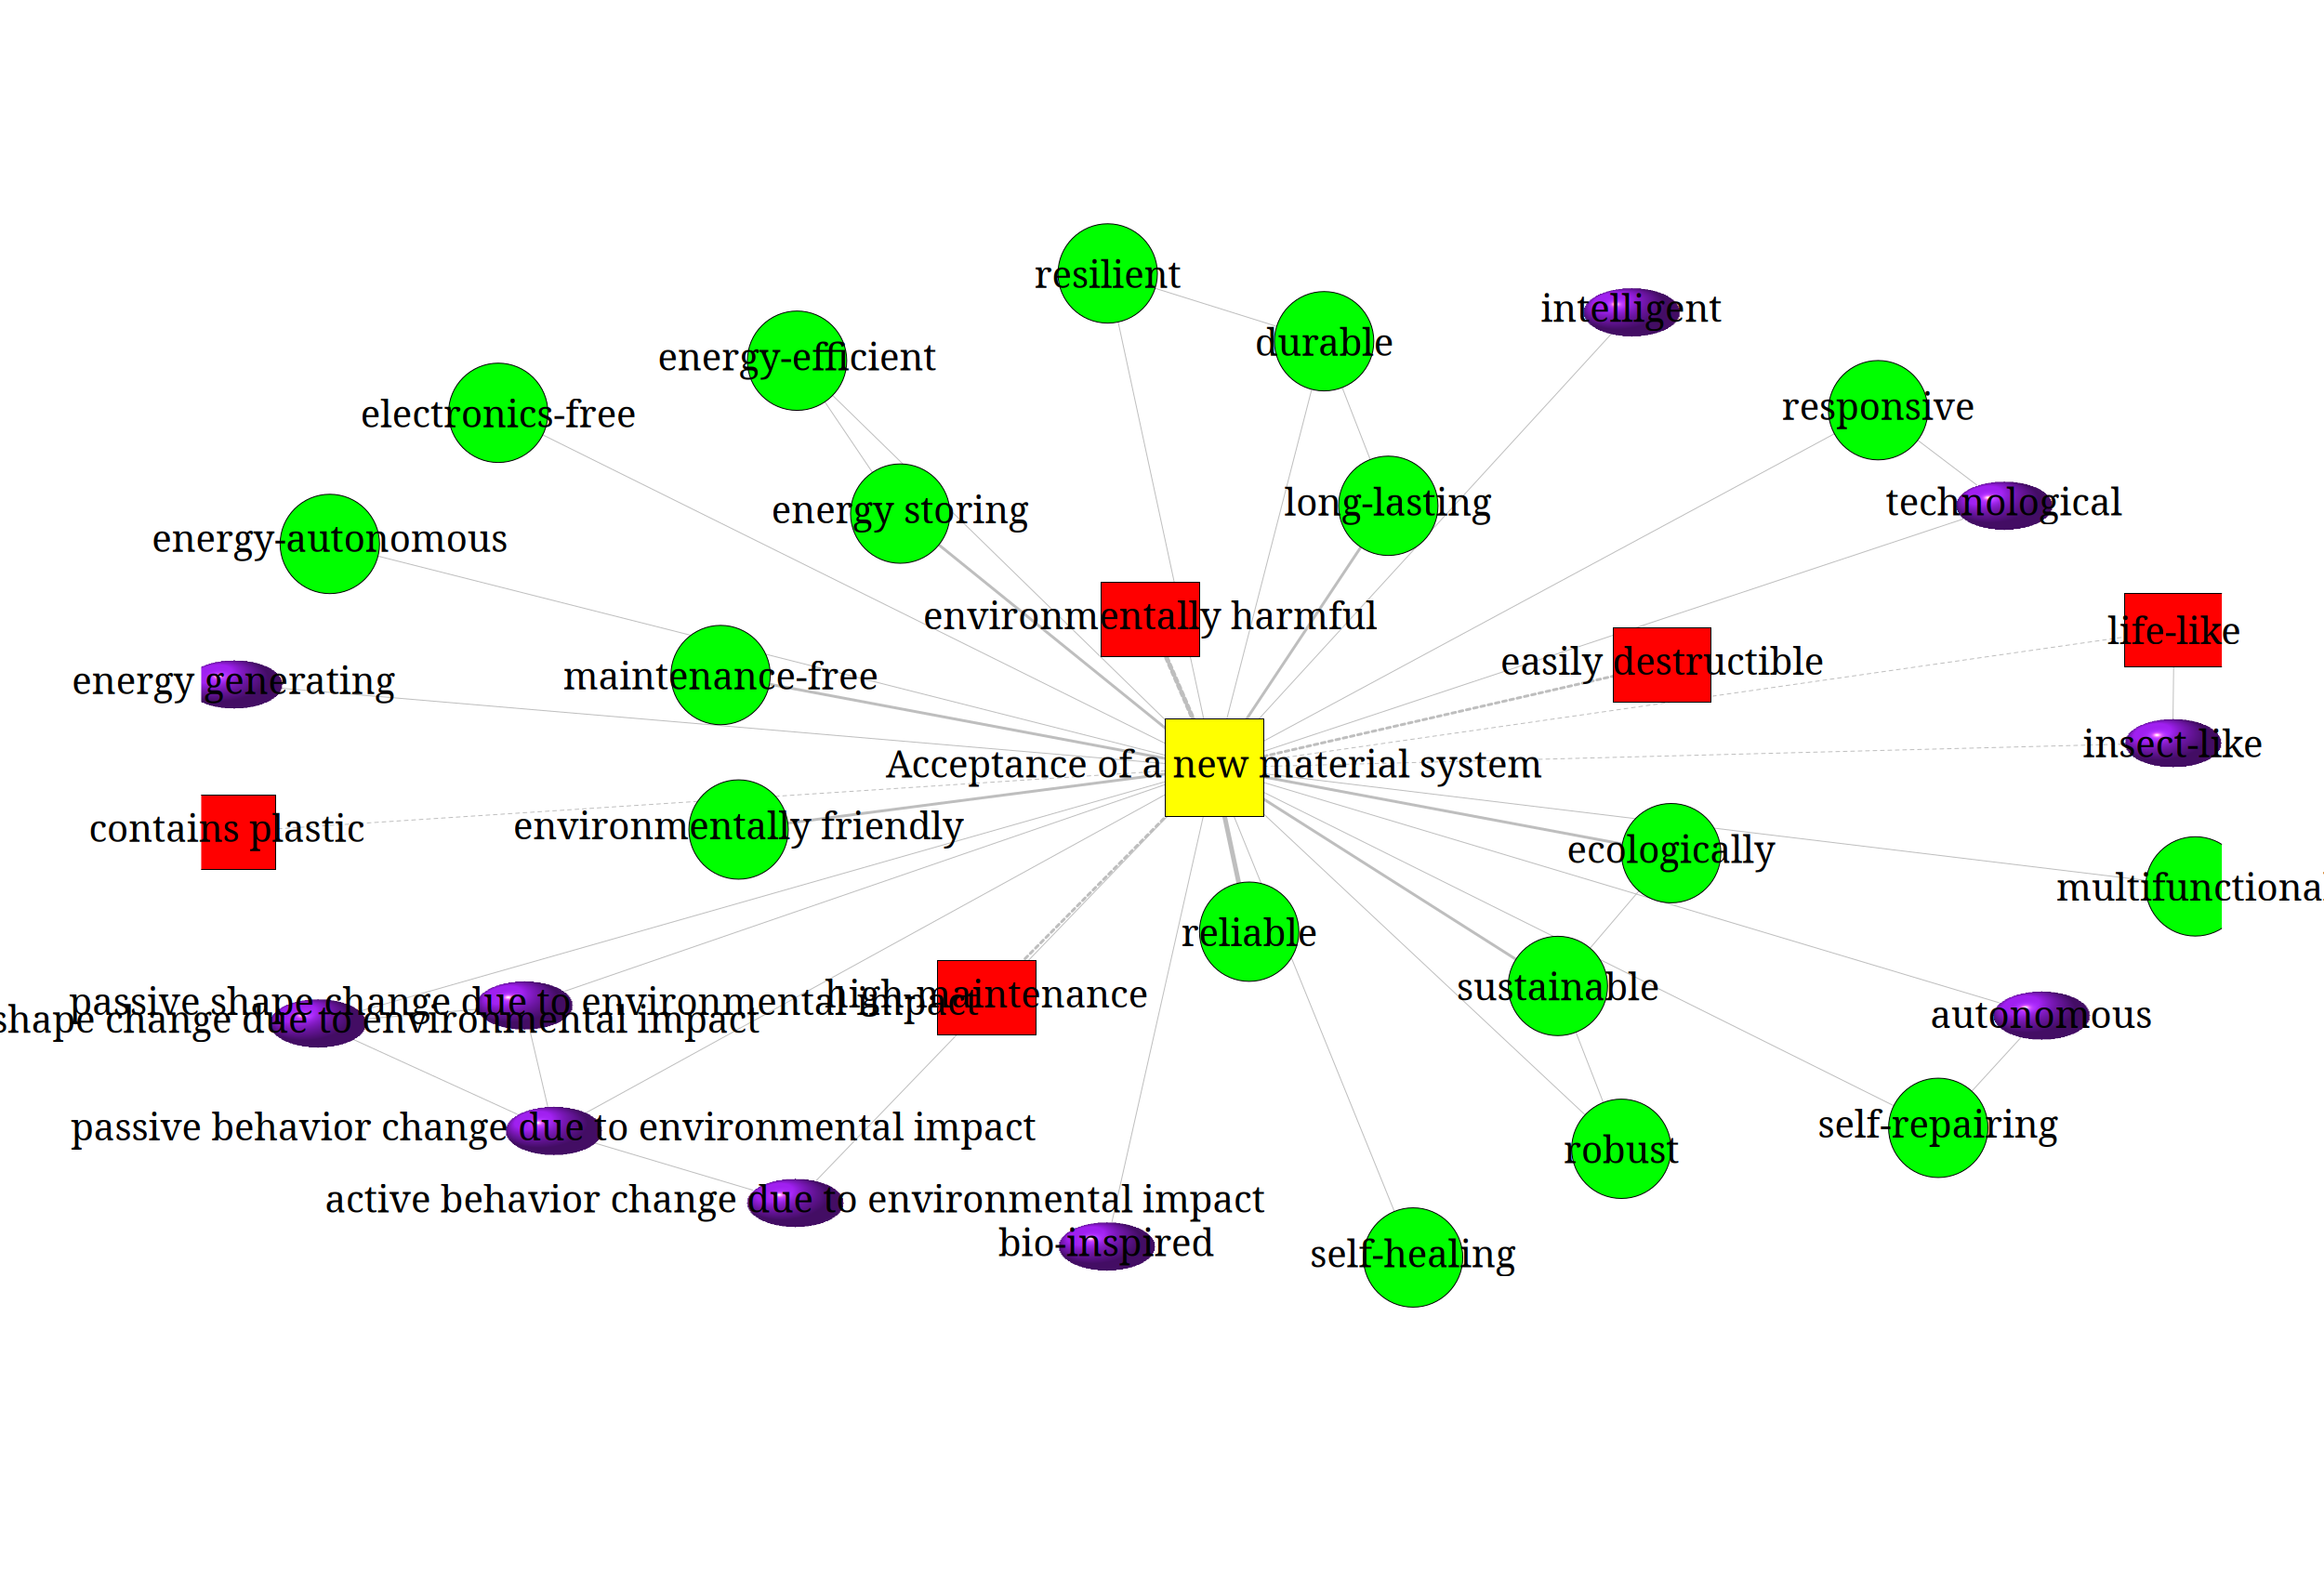 resilient
intelligent
durable
energy-efficient
responsive
electronics-free
long-lasting
technological
energy storing
energy-autonomous
environmentally harmful
life-like
easily destructible
maintenance-free
energy generating
insect-like
Acceptance of a new material system
contains plastic
environmentally friendly
ecologically
multifunctional
reliable
sustainable
high-maintenance
passive shape change due to environmental impact
shape change due to environmental impact
autonomous
self-repairing
passive behavior change due to environmental impact
robust
active behavior change due to environmental impact
bio-inspired
self-healing